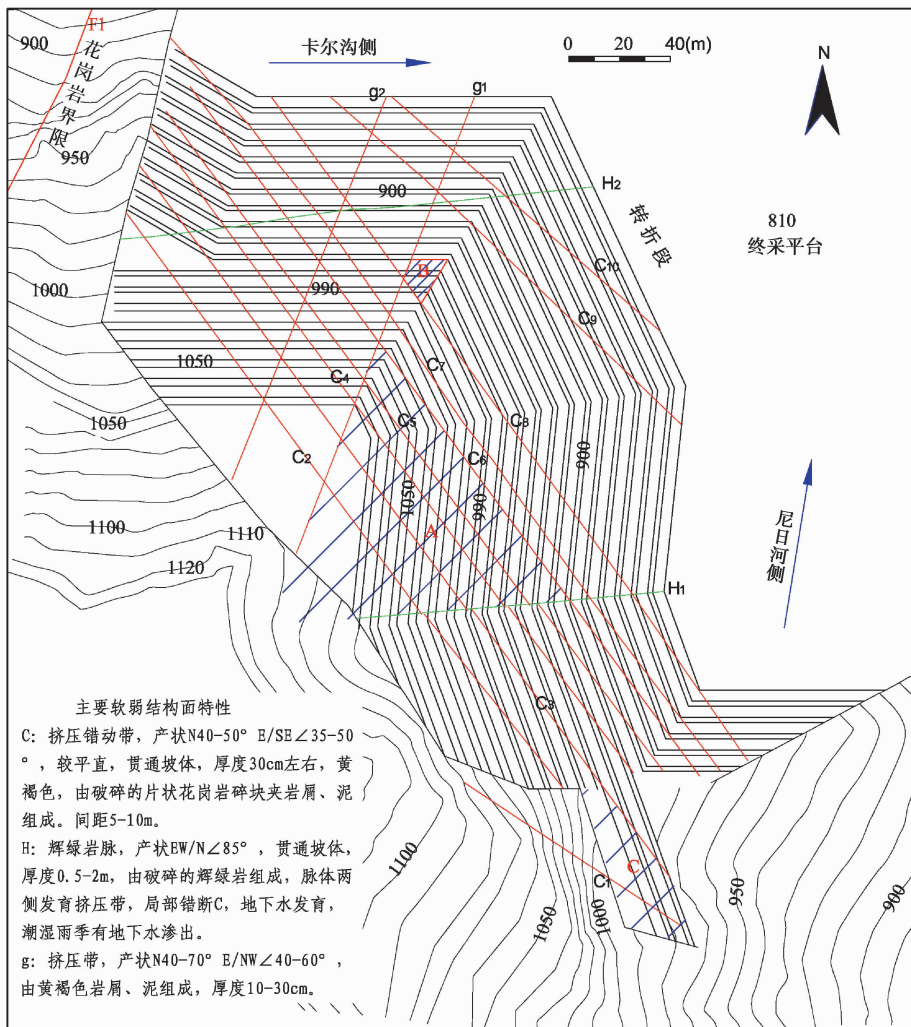 F1
花岗岩界限
900
950
1000
1050
1100
1110
1120
卡尔沟侧
0 20 40(m)
N
g2
g1
900
H2
转折段
810
终采平台
B
990
C10
C9
1050
C7
C4
C5
C8
C2
C6
1050
990
900
A
尼日河侧
H1
C3
C
C1
1100
1050
1000
950
900
主要软弱结构面特性
C: 挤压错动带，产状N40-50° E/SE∠35-50
°，较平直，贯通坡体，厚度30cm左右，黄
褐色，由破碎的片状花岗岩碎块夹岩屑、泥
组成。间距5-10m。
H: 辉绿岩脉，产状EW/N∠85°，贯通坡体，
厚度0.5-2m，由破碎的辉绿岩组成，脉体两
侧发育挤压带，局部错断C，地下水发育，
潮湿雨季有地下水渗出。
g: 挤压带，产状N40-70° E/NW∠40-60°，
由黄褐色岩屑、泥组成，厚度10-30cm。